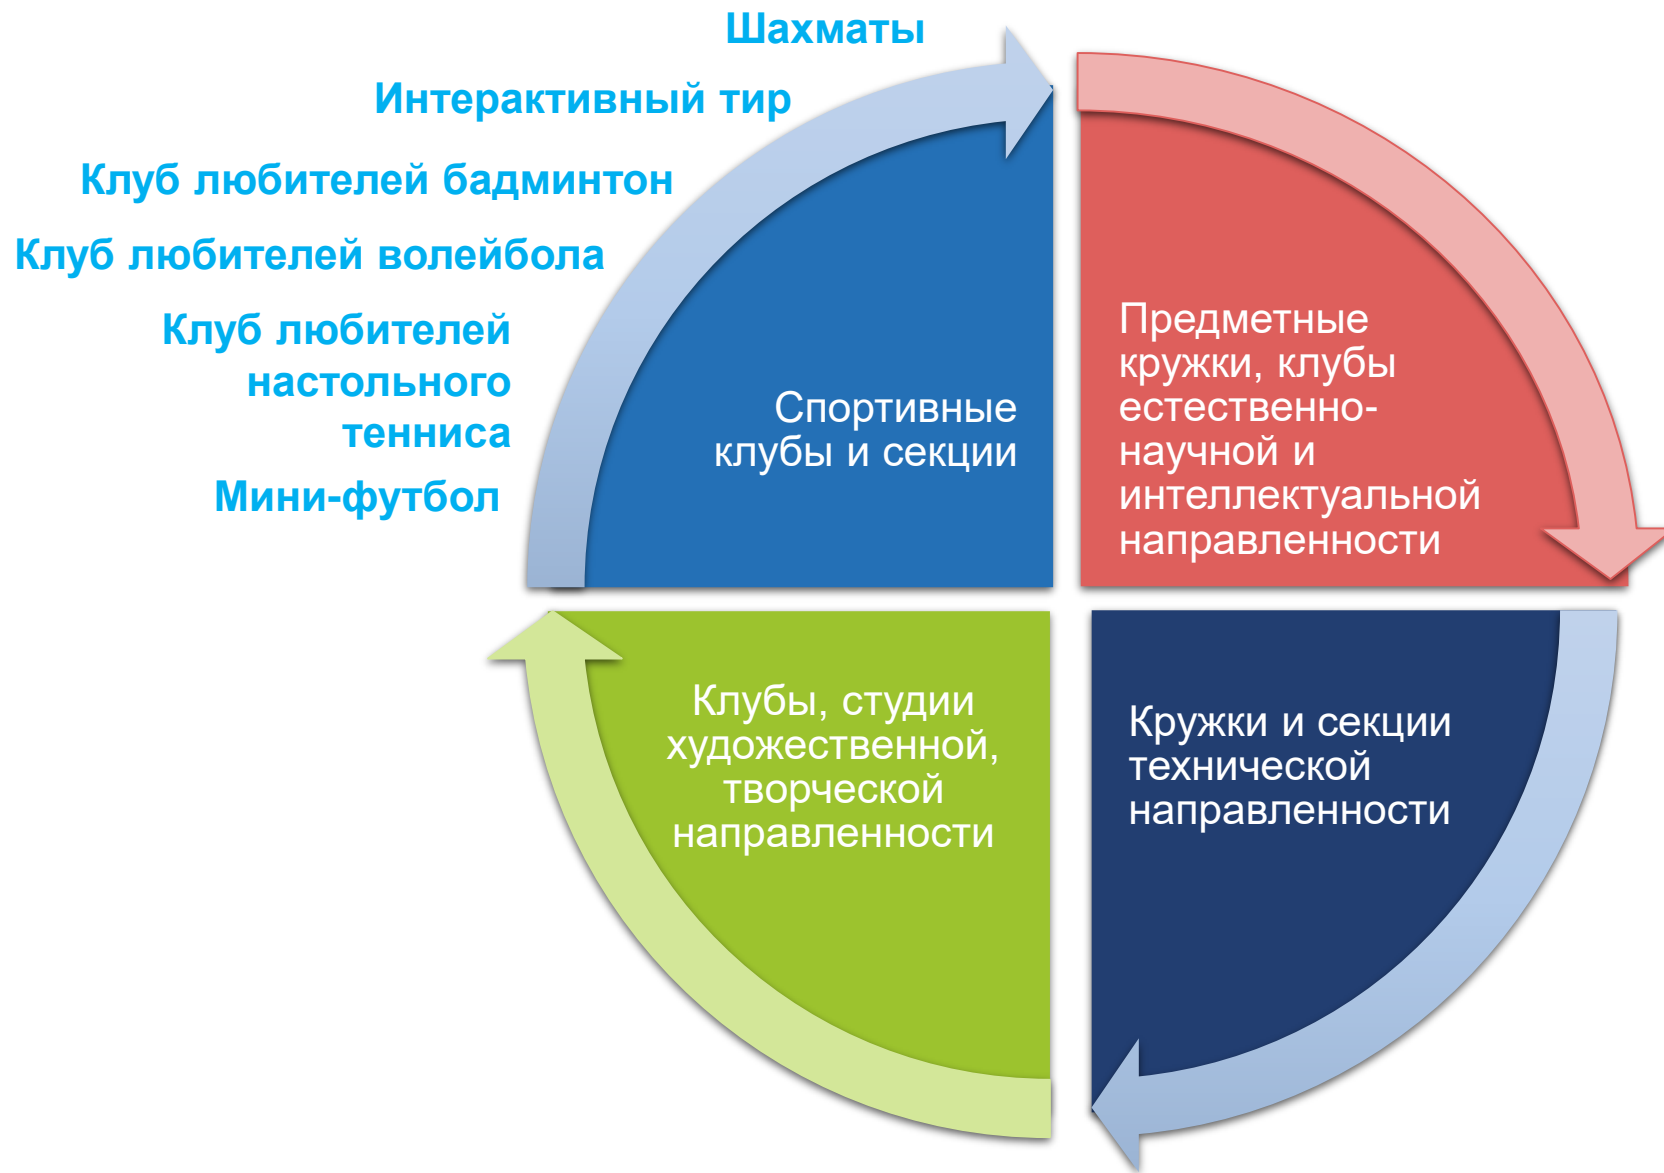 Шахматы
Интерактивный тир
Клуб любителей бадминтон
Клуб любителей волейбола
Клуб любителей
настольного
тенниса
Мини-футбол
Спортивные
клубы и секции
Предметные
кружки, клубы
естественно-
научной и
интеллектуальной
направленности
Клубы, студии
художественной,
творческой
направленности
Кружки и секции
технической
направленности